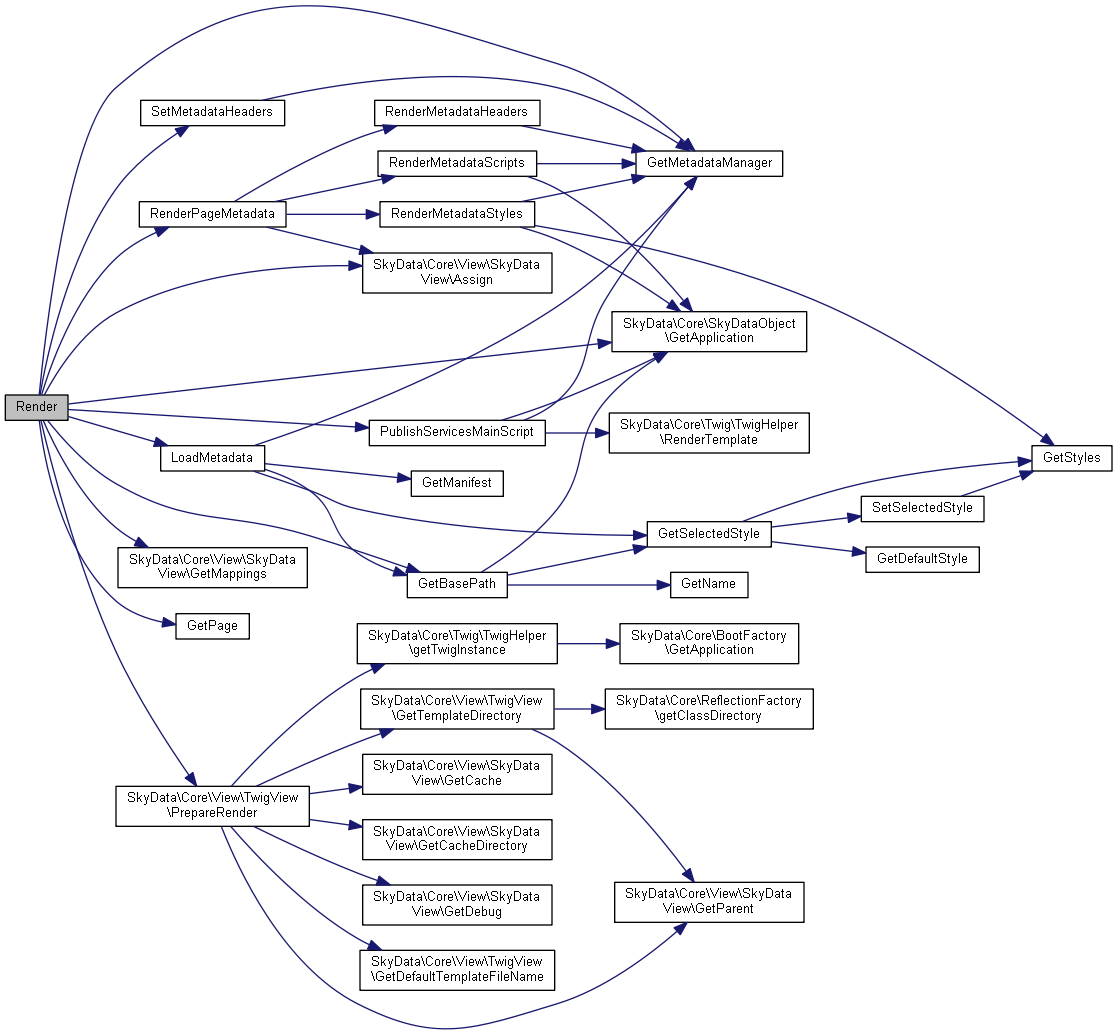 SetMetadataHeaders
RenderMetadataHeaders
RenderMetadataScripts
GetMetadataManager
RenderPageMetadata
RenderMetadataStyles
SkyData\Core\View\SkyData
View\Assign
SkyData\Core\SkyDataObject
\GetApplication
Render
PublishServicesMainScript
SkyData\Core\Twig\TwigHelper
\RenderTemplate
LoadMetadata
GetStyles
GetManifest
SetSelectedStyle
GetSelectedStyle
GetDefaultStyle
SkyData\Core\View\SkyData
View\GetMappings
GetBasePath
GetName
GetPage
SkyData\Core\Twig\TwigHelper
\getTwigInstance
SkyData\Core\BootFactory
\GetApplication
SkyData\Core\View\TwigView
\GetTemplateDirectory
SkyData\Core\ReflectionFactory
\getClassDirectory
SkyData\Core\View\SkyData
View\GetCache
SkyData\Core\View\TwigView
\PrepareRender
SkyData\Core\View\SkyData
View\GetCacheDirectory
SkyData\Core\View\SkyData
View\GetDebug
SkyData\Core\View\SkyData
View\GetParent
SkyData\Core\View\TwigView
\GetDefaultTemplateFileName